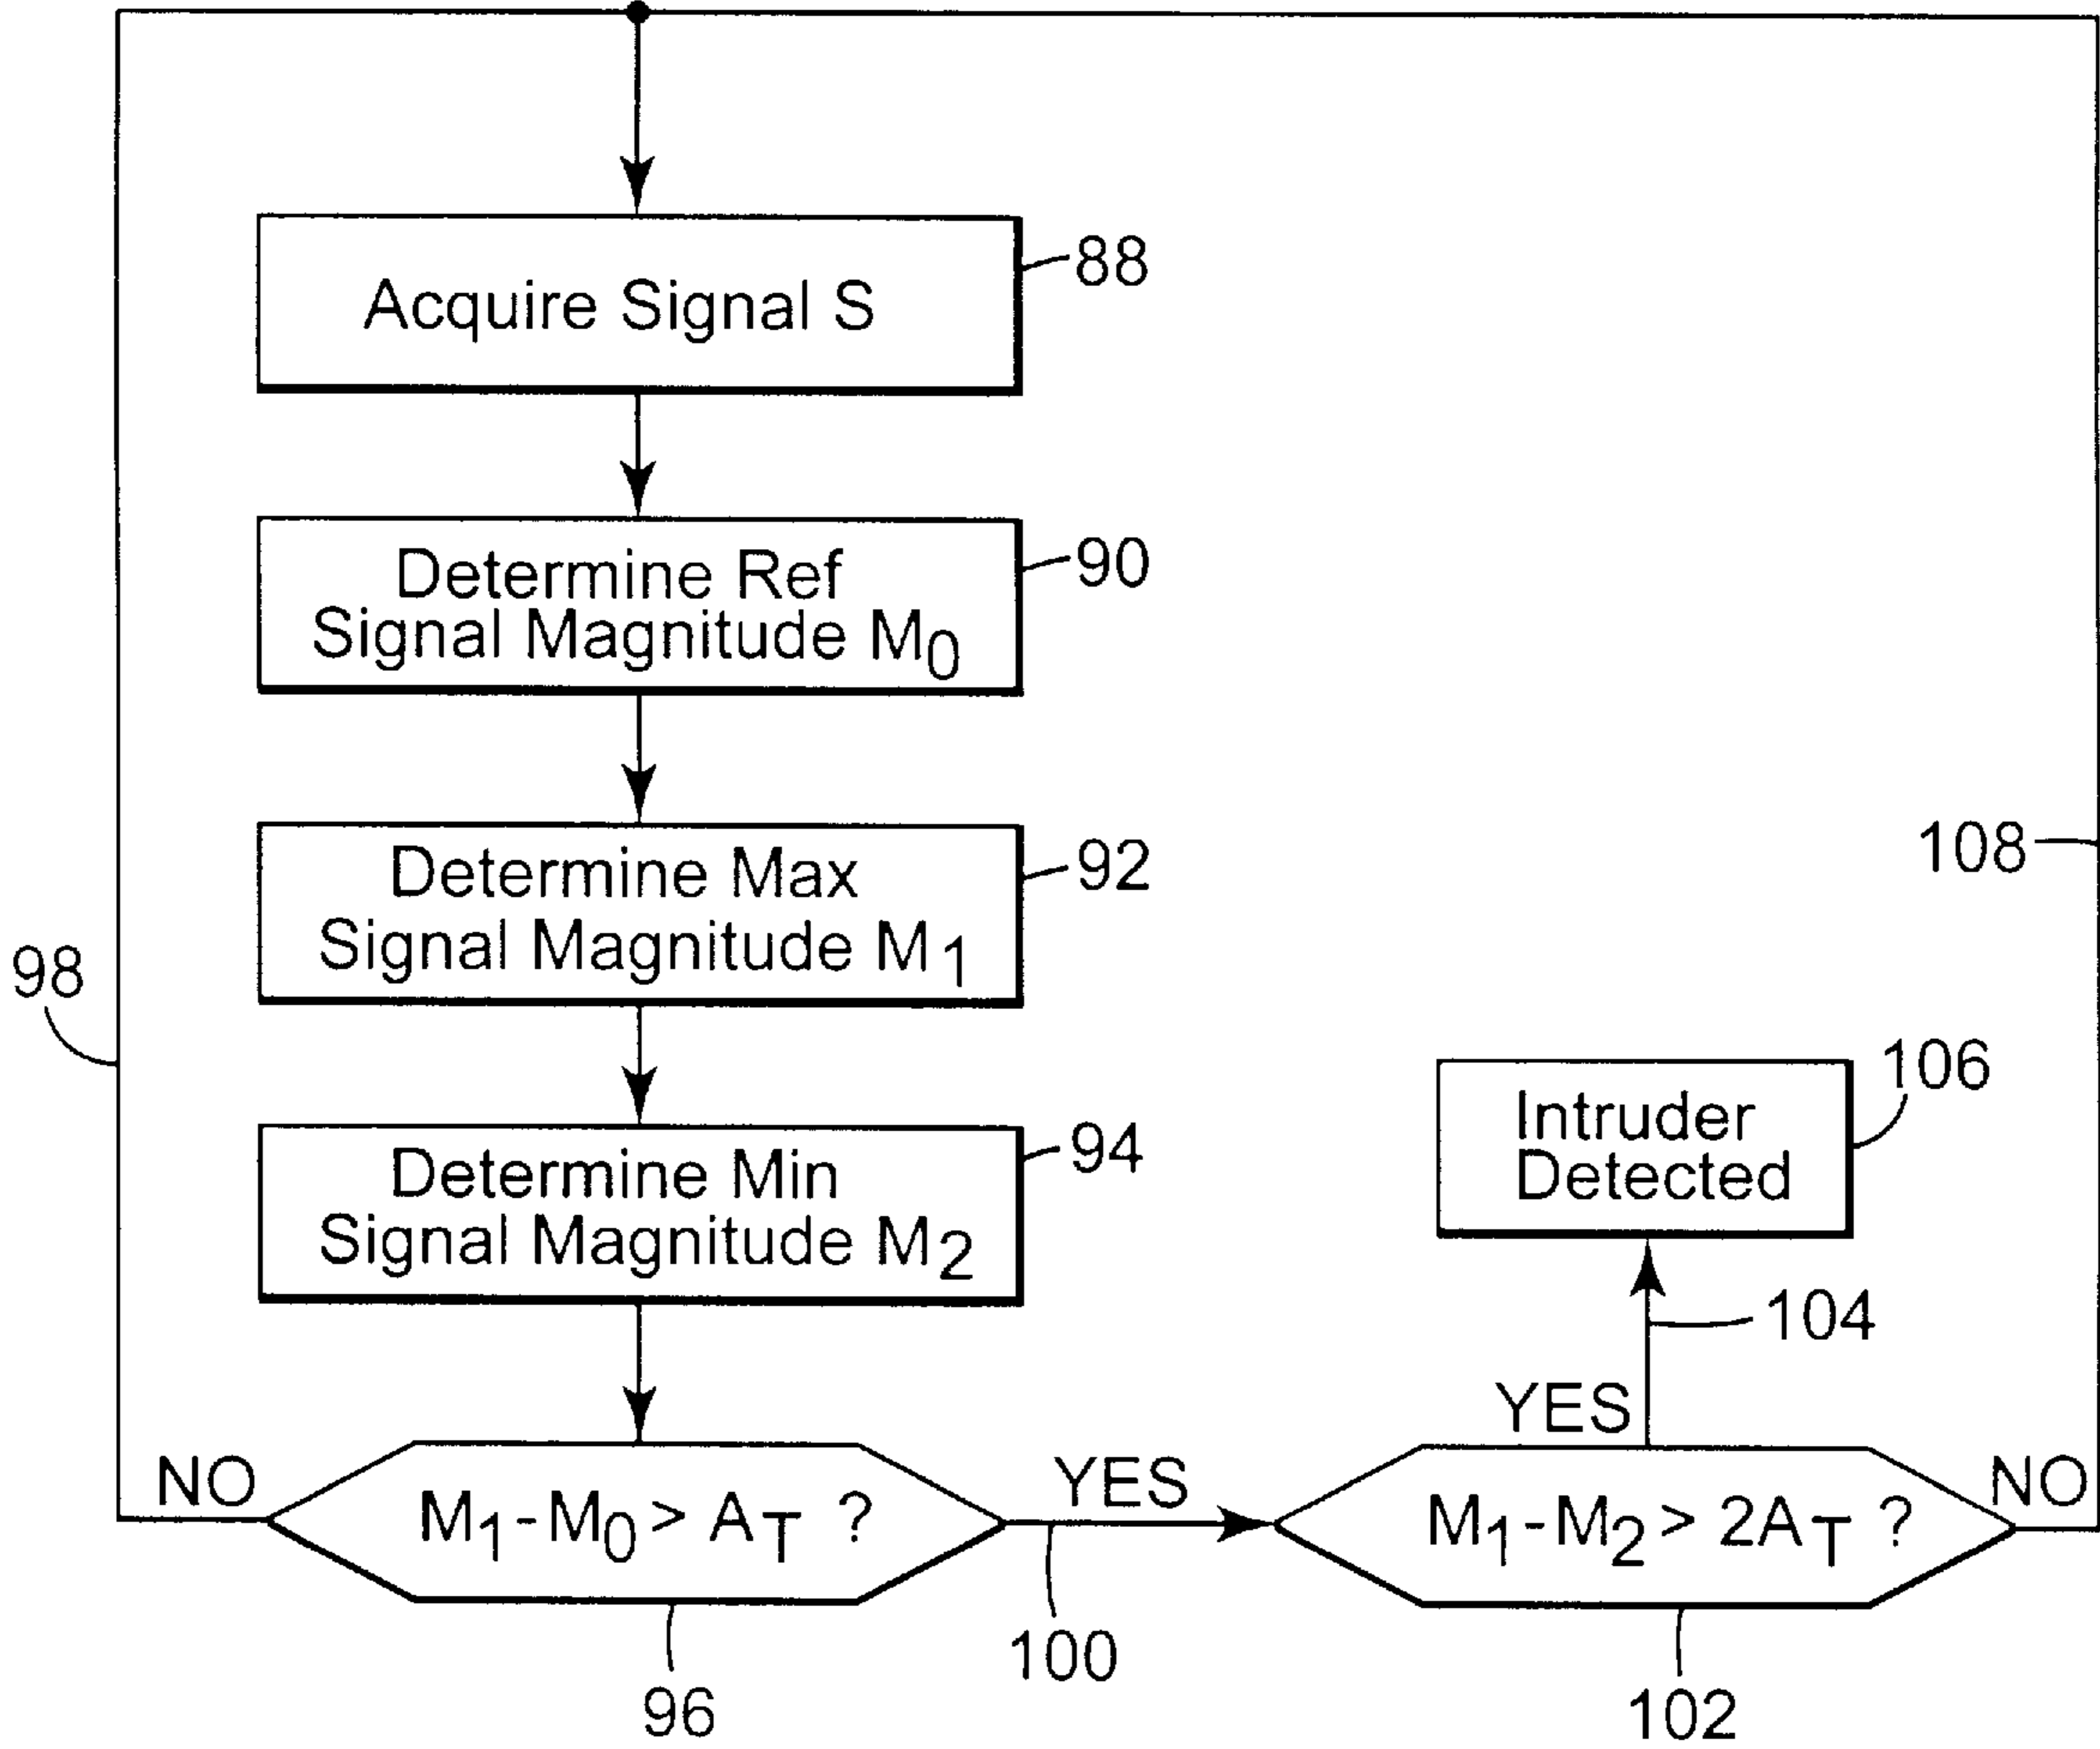 Acquire Signal S
88
Determine Ref
Signal Magnitude M0
90
Determine Max
Signal Magnitude M1
92
108
98
Determine Min
Signal Magnitude M2
94
Intruder
Detected
106
104
YES
NO
M1-M0 > AT ?
YES
M1-M2 > 2AT ?
NO
100
96
102